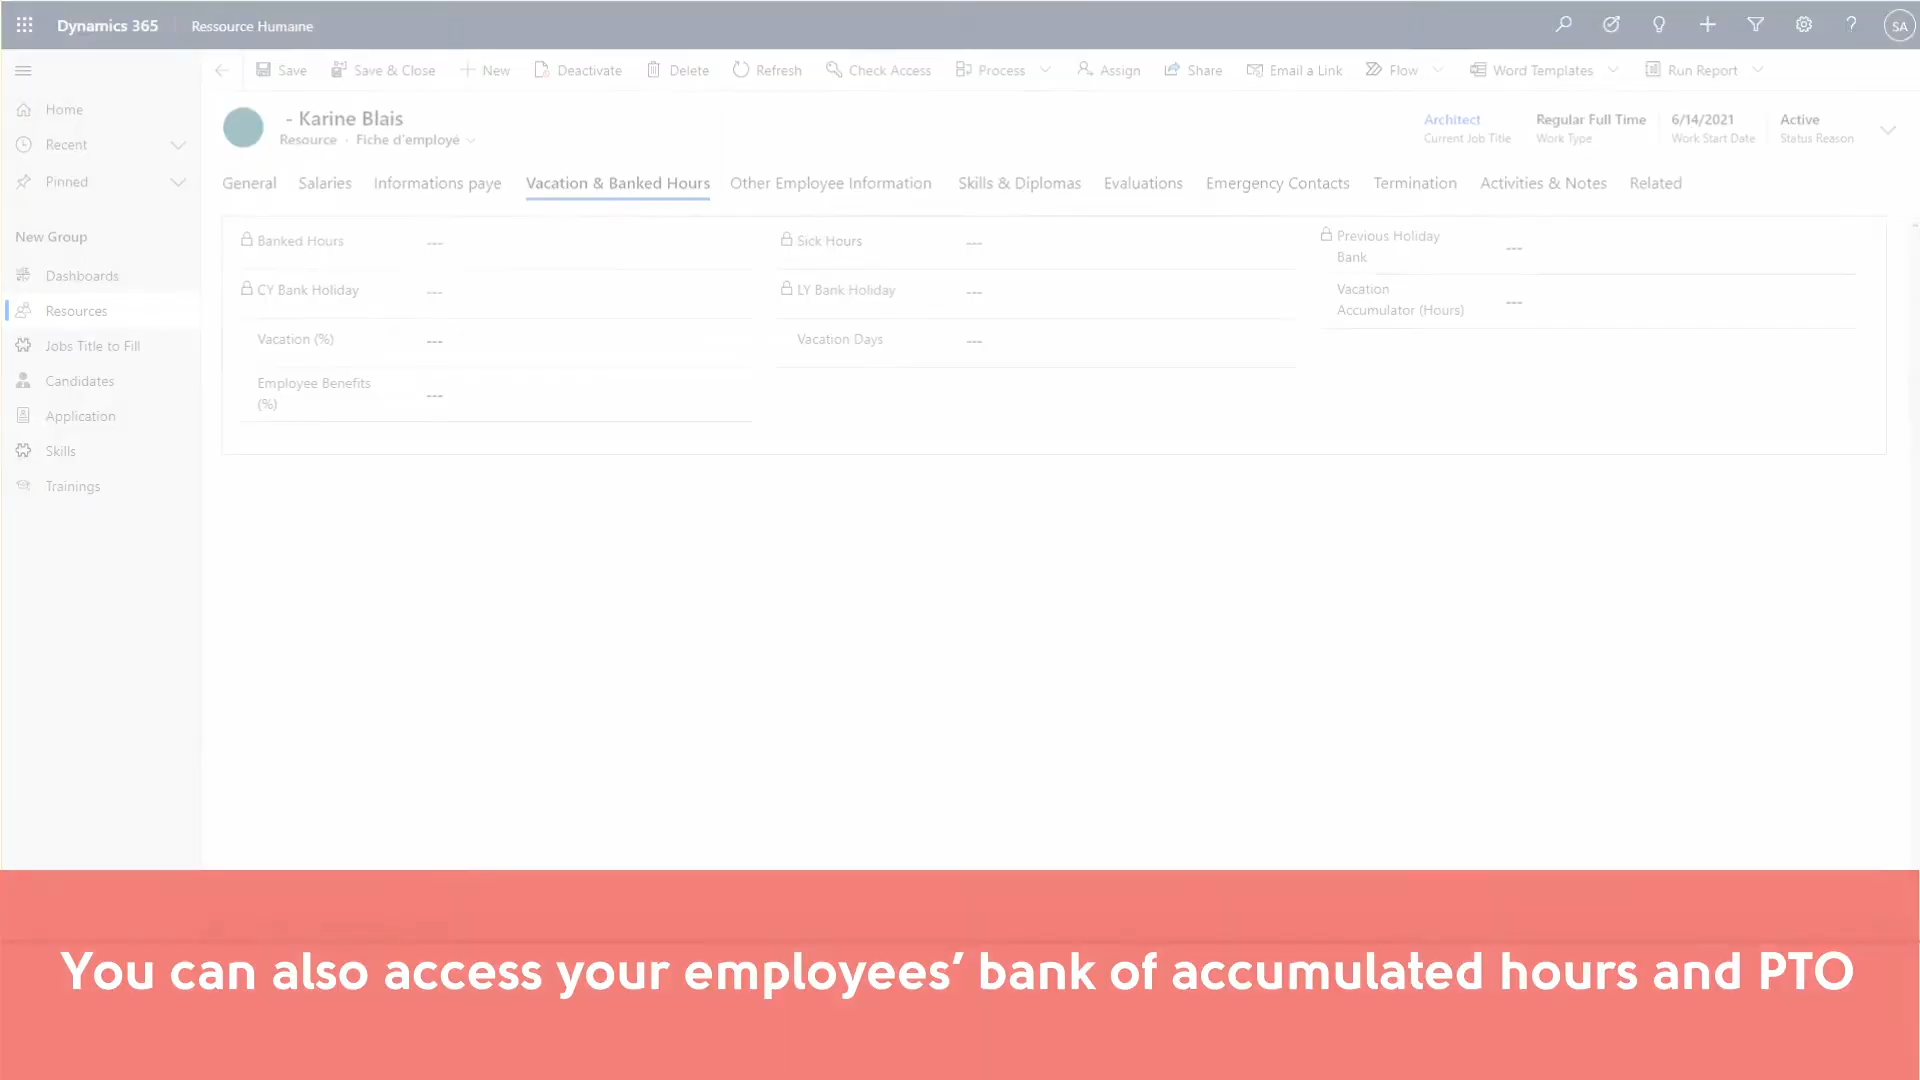 Dynamics 365 Ressource Humaine SA
Save Save & Close New Deactivate Delete Refresh Check Access Process Assign Share Email a Link Flow Word Templates Run Report
Home
Recent
Pinned
New Group
Dashboards
Resources
Jobs Title to Fill
Candidates
Application
Skills
Trainings
- Karine Blais
Resource · Fiche d'employé
Architect Regular Full Time 6/14/2021 Active
Current Job Title Work Type Work Start Date Status Reason
General Salaries Informations paye Vacation & Banked Hours Other Employee Information Skills & Diplomas Evaluations Emergency Contacts Termination Activities & Notes Related
Banked Hours ---
CY Bank Holiday ---
Vacation (%) ---
Employee Benefits
(%) ---
Sick Hours ---
LY Bank Holiday ---
Vacation Days ---
Previous Holiday
Bank ---
Vacation
Accumulator (Hours) ---
You can also access your employees’ bank of accumulated hours and PTO